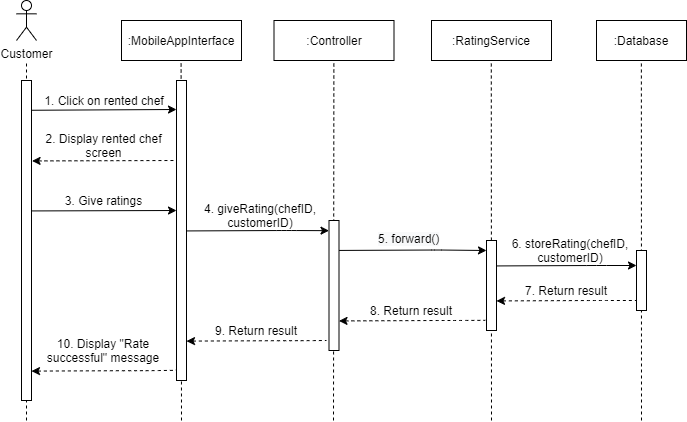 Customer
:MobileAppInterface
:Controller
:RatingService
:Database
1. Click on rented chef
2. Display rented chef
screen
3. Give ratings
4. giveRating(chefID,
customerID)
5. forward()
6. storeRating(chefID,
customerID)
7. Return result
8. Return result
9. Return result
10. Display "Rate
successful" message